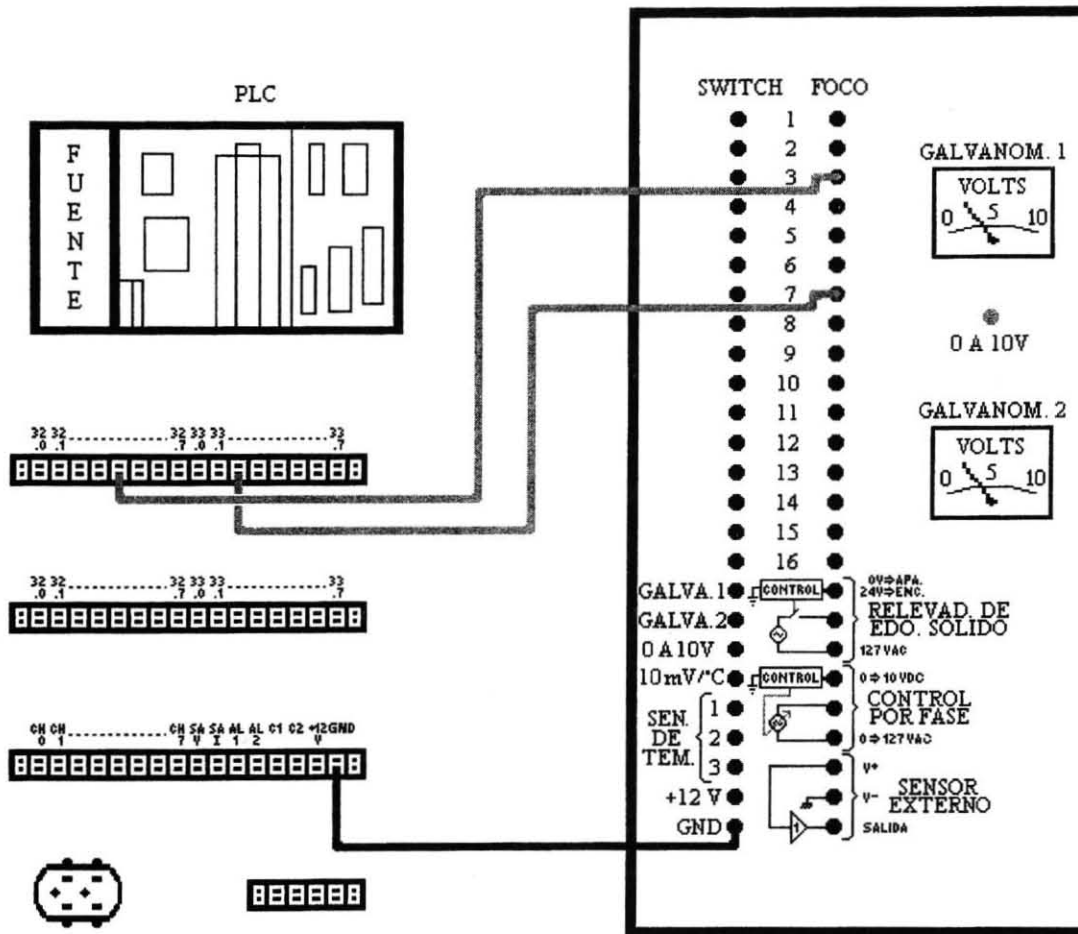 PLC
FUENTE
32 32 ........................ 32 33 33 ........................ 33
.0 .1 .7 .0 .1 .7
32 32 ........................ 32 33 33 ........................ 33
.0 .1 .7 .0 .1 .7
CH CH ........................ CH SA SA AL AL C1 C2 +12 GND
0 1 7 V I 1 2 V
SWITCH FOCO
1
2
3
4
5
6
7
8
9
10
11
12
13
14
15
16
GALVA.1
GALVA.2
0 A 10V
10 mV/°C
SEN.
DE
TEM.
1
2
3
+12 V
GND
CONTROL
0V⇒APA.
24V⇒ENC.
RELEVAD. DE
EDO. SOLIDO
127 VAC
CONTROL
0⇒10 VDC
CONTROL
POR FASE
0⇒127 VAC
V+
V-
SENSOR
EXTERNO
1
SALIDA
GALVANOM. 1
VOLTS
0 5 10
0 A 10V
GALVANOM. 2
VOLTS
0 5 10